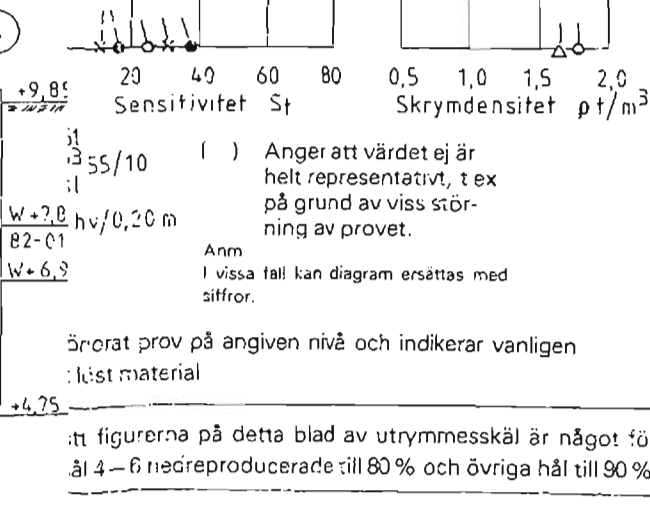 20 40 60 80 0,5 1,0 1,5 2,0
Sensitivitet St Skrymdensitet ρ t/m³
+9,89
55/10
( ) Anger att värdet ej är
helt representativt, t ex
på grund av viss stör-
ning av provet.
W +7,8 hv/0,20 m
82-01
W+6,9
Anm
I vissa fall kan diagram ersättas med
siffror.
prov på angiven nivå och indikerar vanligen
löst material
+4,75
figurerna på detta blad av utrymmesskäl är något
4–6 nedreproducerade till 80 % och övriga hål till 90 %